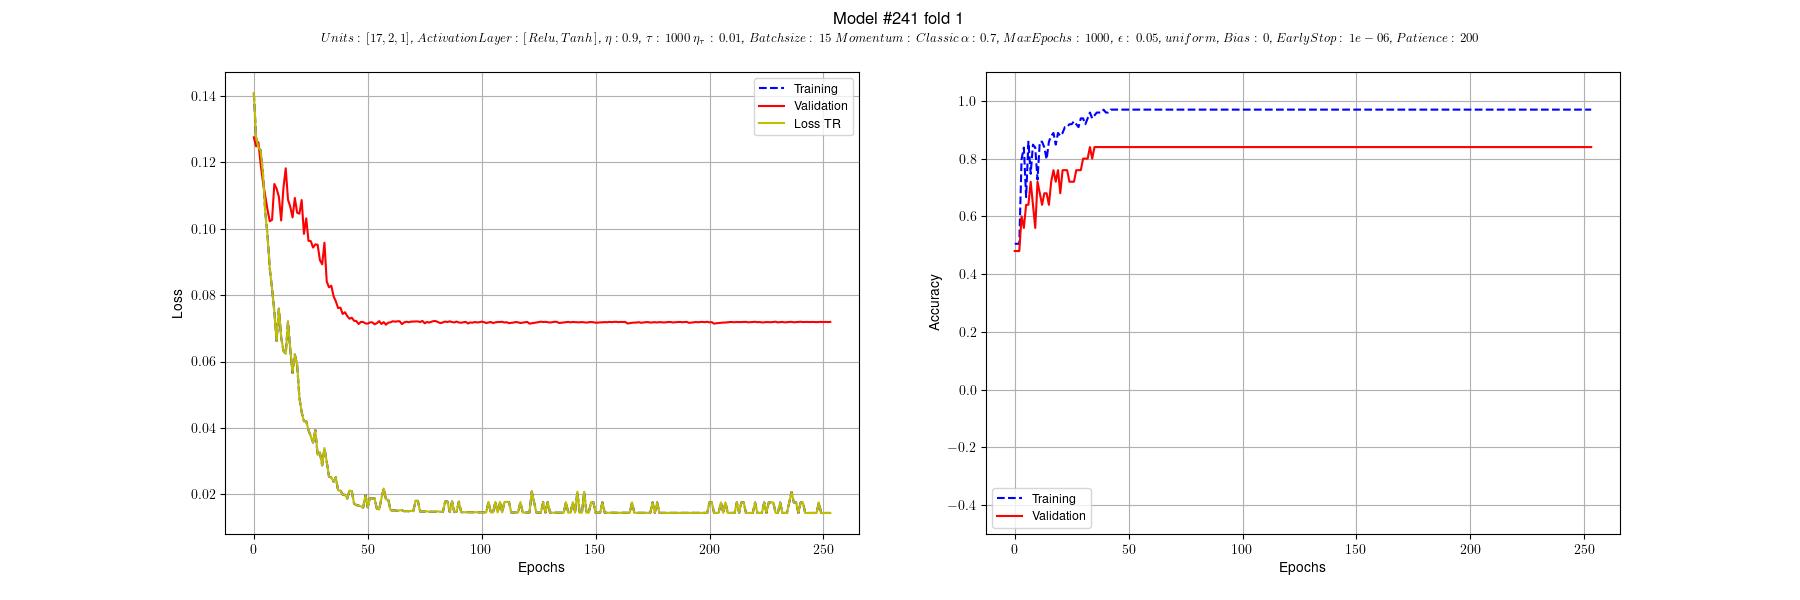 Model #241 fold 1
Units : [17, 2, 1], ActivationLayer : [Relu, Tanh], η : 0.9, τ : 1000 ητ : 0.01, Batchsize : 15 Momentum : Classic α : 0.7, MaxEpochs : 1000, ϵ : 0.05, uniform, Bias : 0, EarlyStop : 1e − 06, Patience : 200
0.14
0.12
0.10
0.08
0.06
0.04
0.02
Loss
0 50 100 150 200 250
Epochs
Training
Validation
Loss TR
1.0
0.8
0.6
0.4
0.2
0.0
−0.2
−0.4
Accuracy
0 50 100 150 200 250
Epochs
Training
Validation